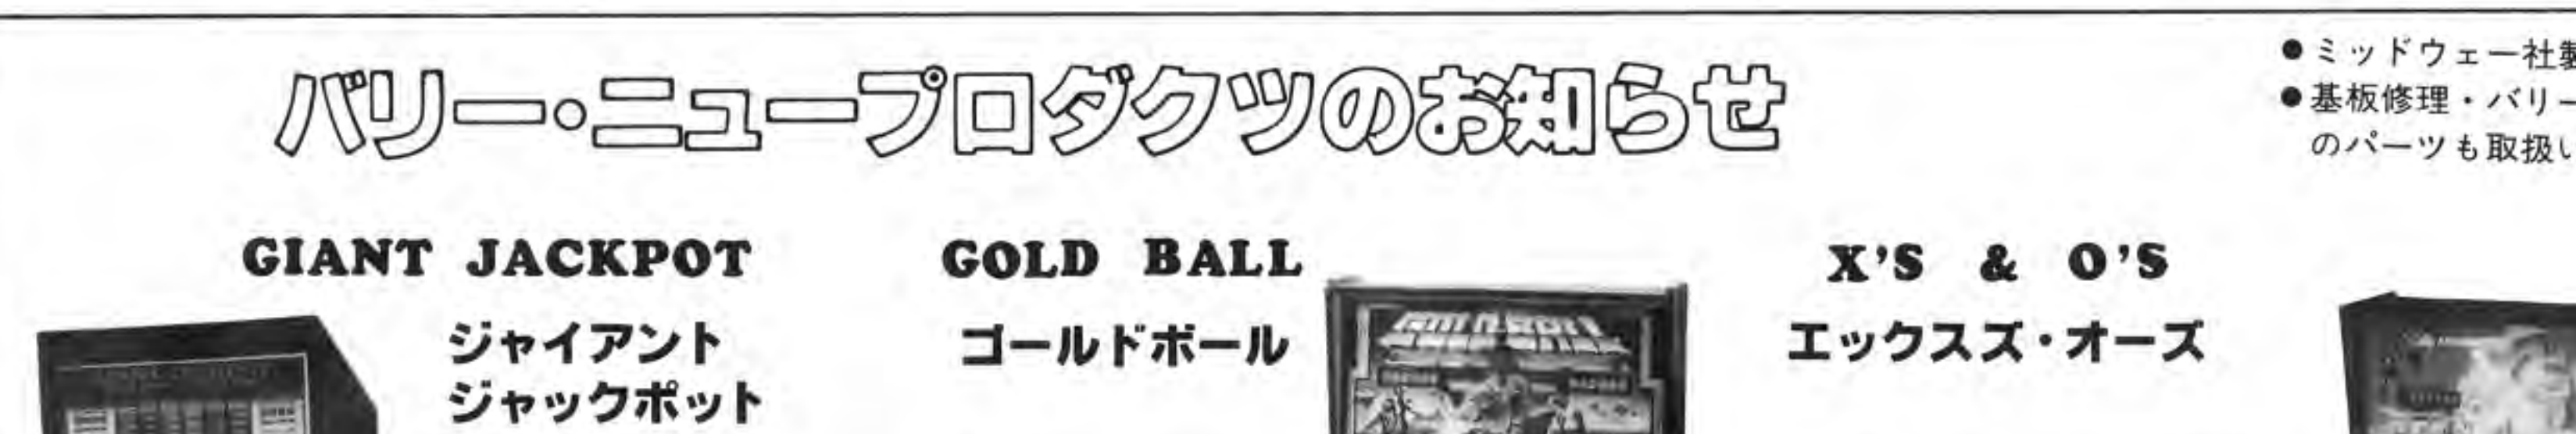 バリー・ニュープロダクツのお知らせ
●ミッドウェー社製
●基板修理・バリー
のパーツも取扱い
GIANT JACKPOT
ジャイアント
ジャックポット
GOLD BALL
ゴールドボール
X'S & O'S
エックスズ・オーズ